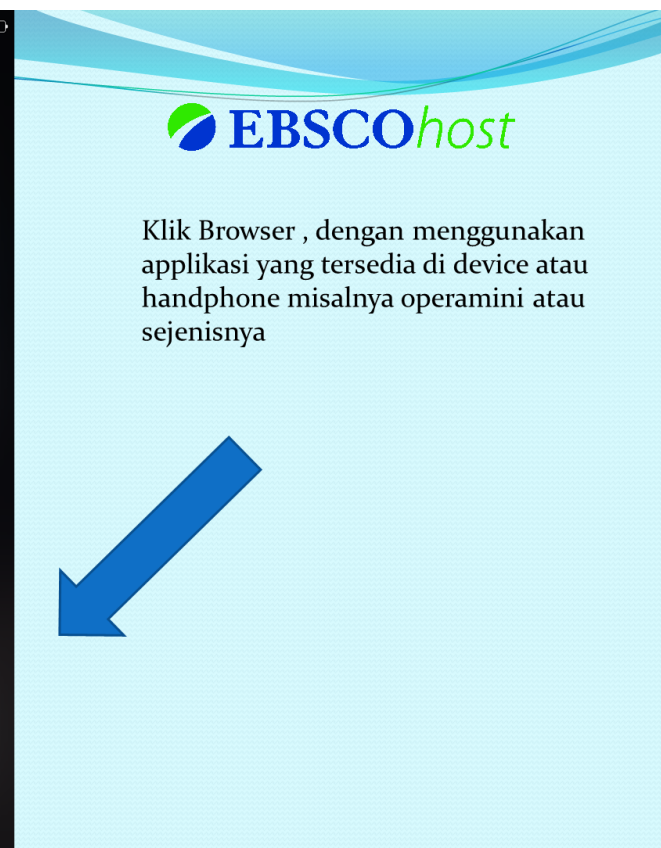 EBSCOhost
Klik Browser , dengan menggunakan
applikasi yang tersedia di device atau
handphone misalnya operamini atau
sejenisnya